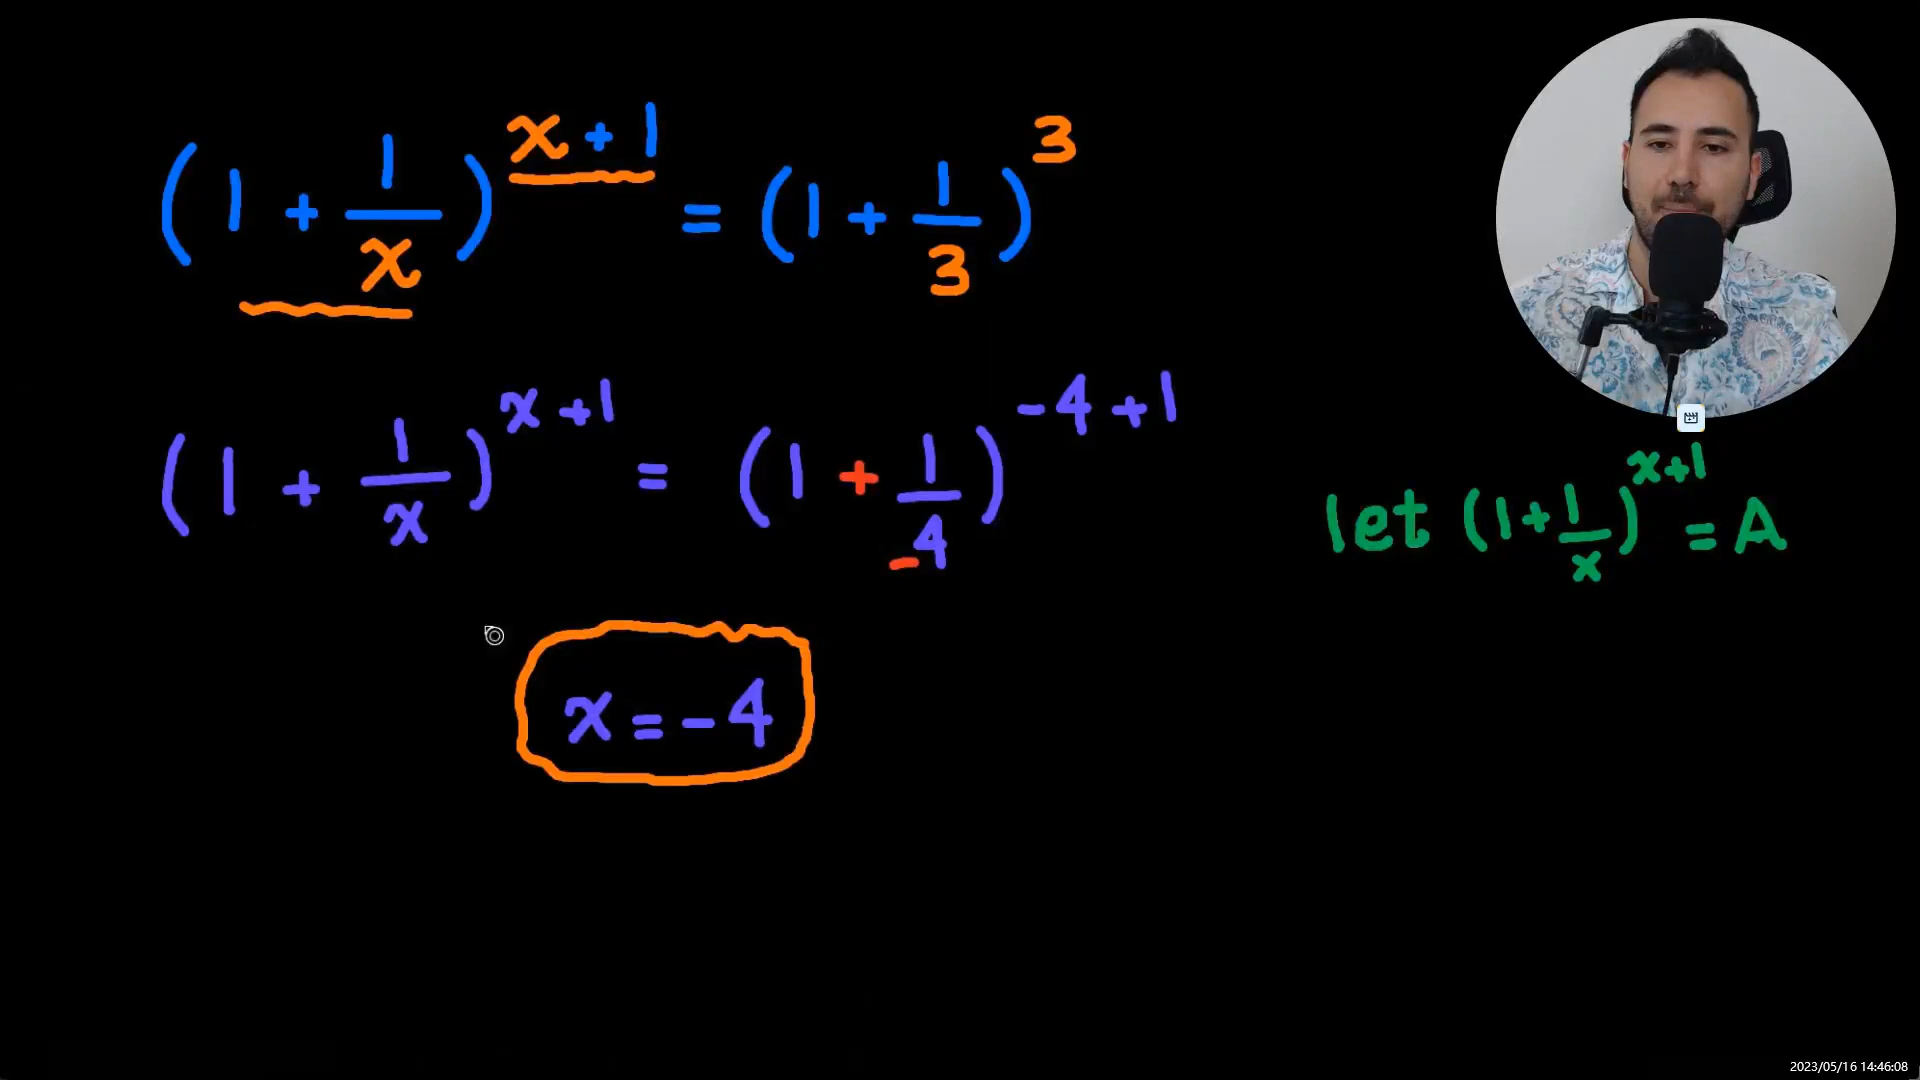 (1 + 1/x)^(x+1) = (1 + 1/3)^3
(1 + 1/x)^(x+1) = (1 + 1/-4)^(-4+1)
let (1 + 1/x)^(x+1) = A
x = -4
2023/05/16 14:46:08